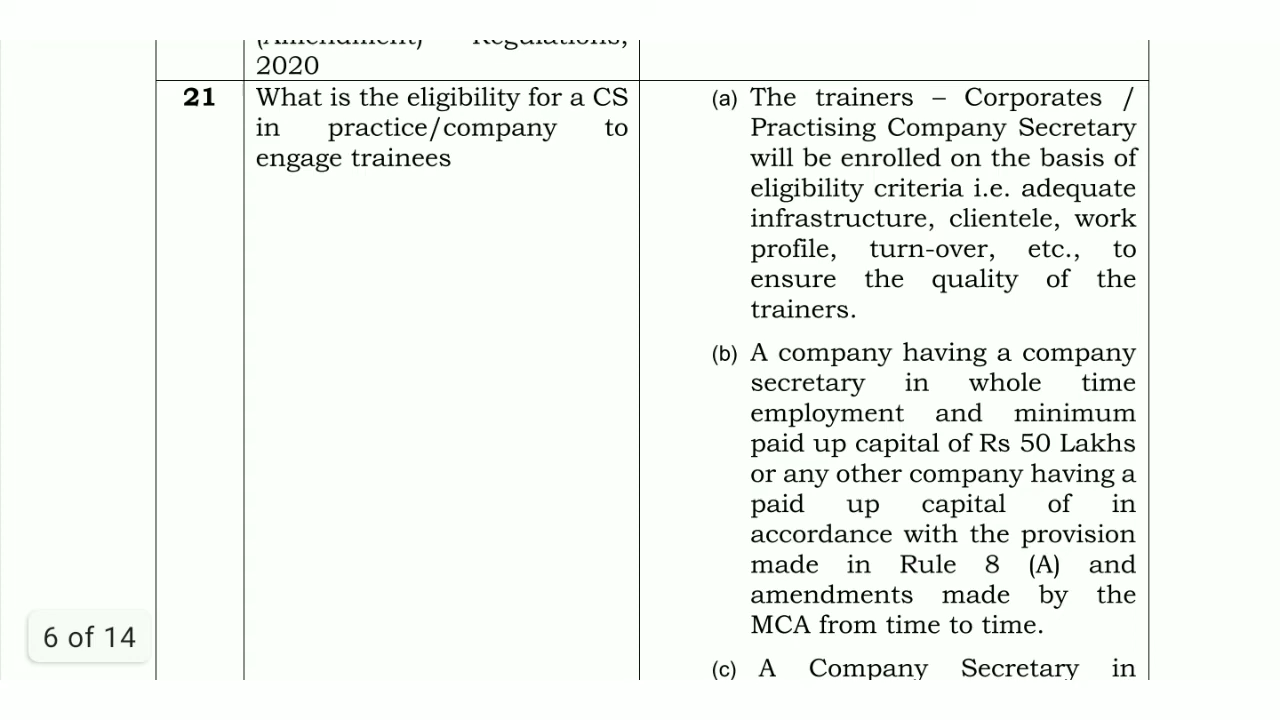 (Amendment) Regulations,
2020
21
What is the eligibility for a CS
in practice/company to
engage trainees
(a) The trainers – Corporates /
Practising Company Secretary
will be enrolled on the basis of
eligibility criteria i.e. adequate
infrastructure, clientele, work
profile, turn-over, etc., to
ensure the quality of the
trainers.
(b) A company having a company
secretary in whole time
employment and minimum
paid up capital of Rs 50 Lakhs
or any other company having a
paid up capital of in
accordance with the provision
made in Rule 8 (A) and
amendments made by the
MCA from time to time.
(c) A Company Secretary in
6 of 14